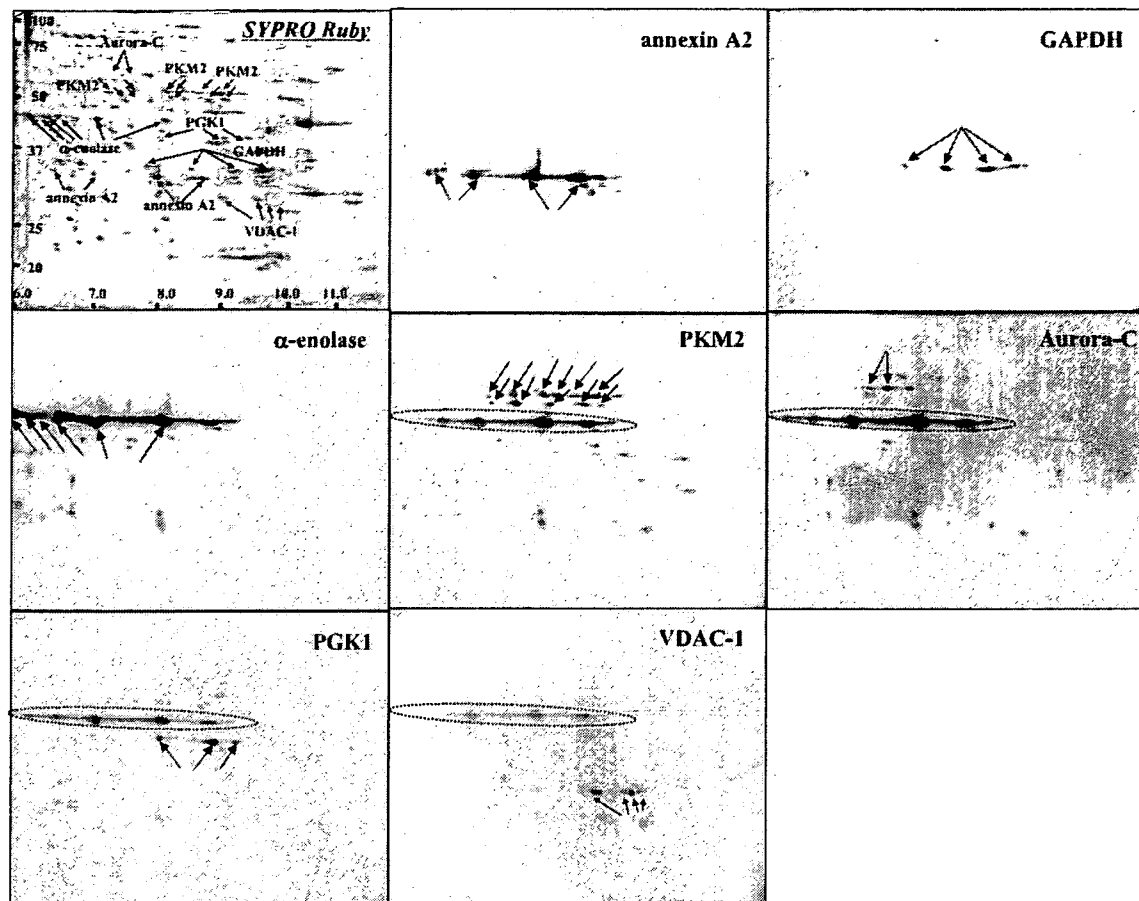 100
SYPRO Ruby
75
Aurora-C
PKM2 PKM2
PKM2
50
PGK1
α-enolase
37
GAPDH
annexin A2
annexin A2
VDAC-1
25
20
6.0 7.0 8.0 9.0 10.0 11.0
annexin A2
GAPDH
α-enolase
PKM2
Aurora-C
PGK1
VDAC-1